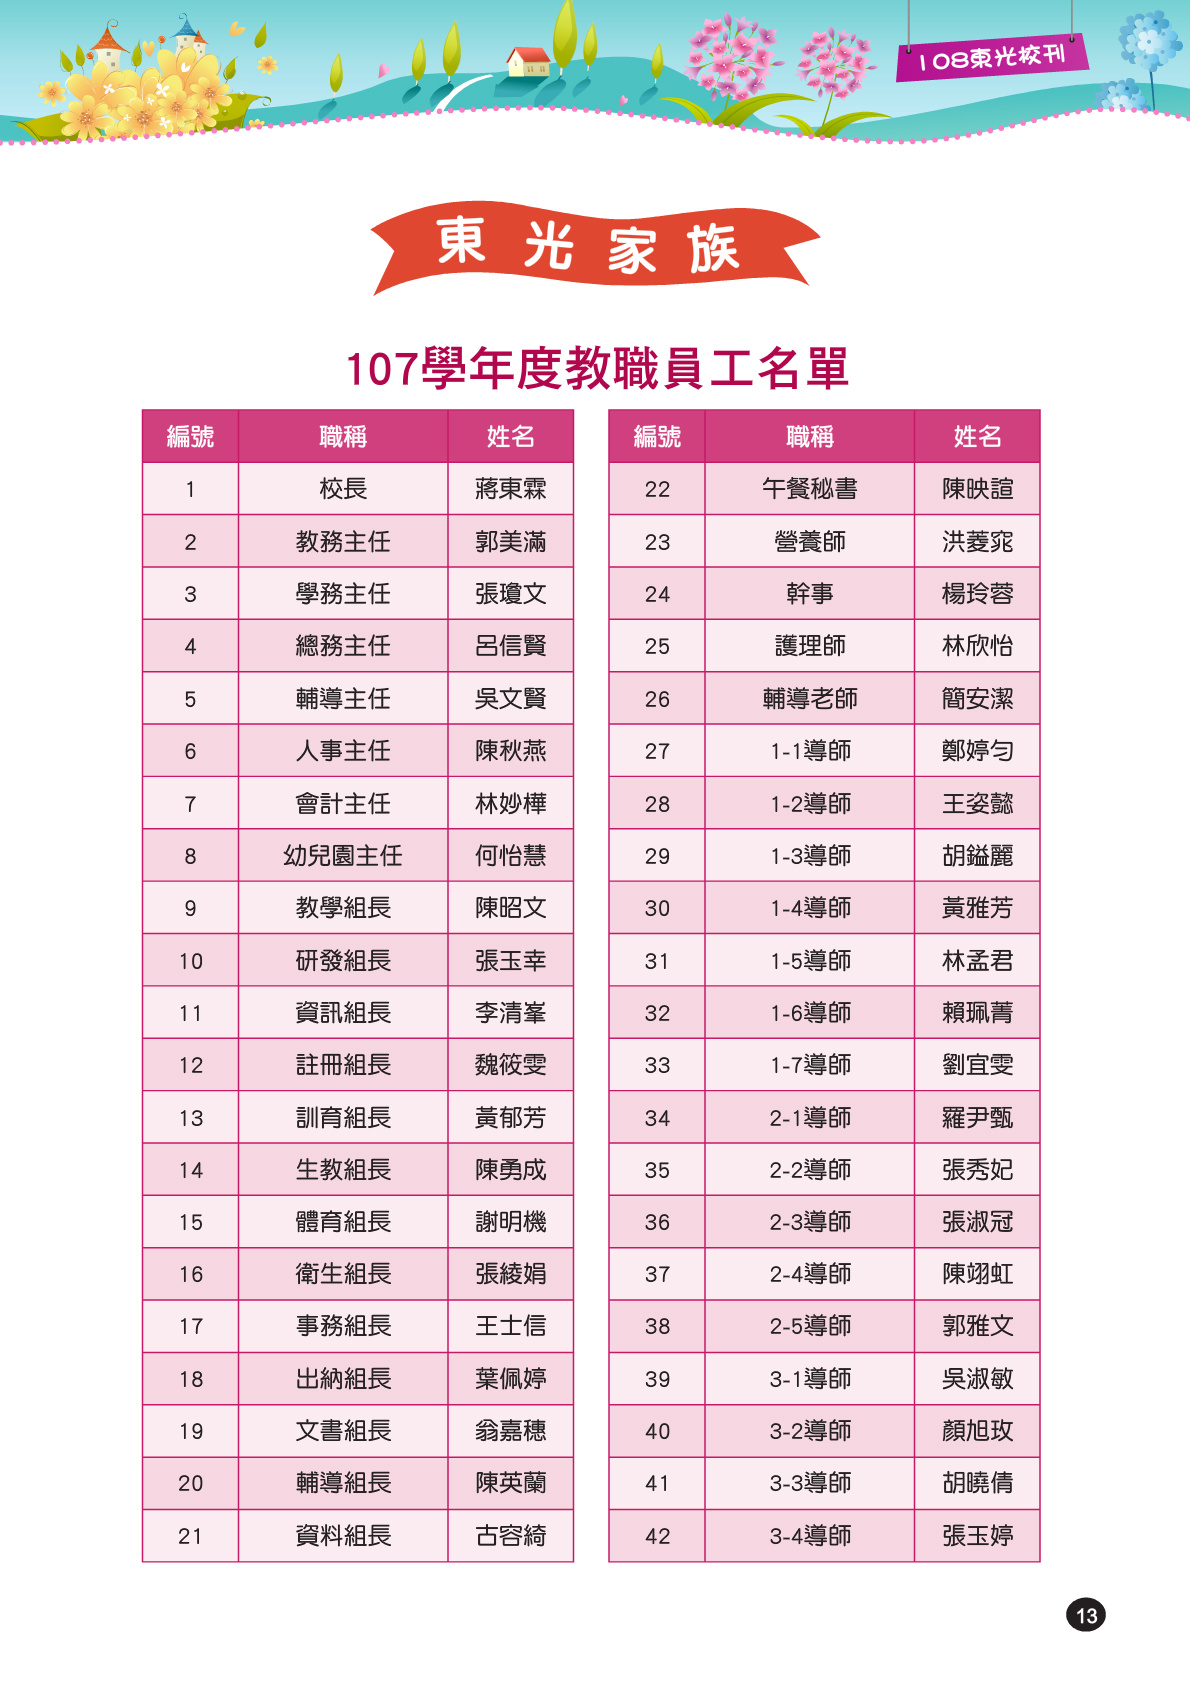 108東光校刊
東光家族
107學年度教職員工名單
編號 職稱 姓名
1 校長 蔣東霖
2 教務主任 郭美滿
3 學務主任 張瓊文
4 總務主任 呂信賢
5 輔導主任 吳文賢
6 人事主任 陳秋燕
7 會計主任 林妙樺
8 幼兒園主任 何怡慧
9 教學組長 陳昭文
10 研發組長 張玉幸
11 資訊組長 李清峯
12 註冊組長 魏筱雯
13 訓育組長 黃郁芳
14 生教組長 陳勇成
15 體育組長 謝明機
16 衛生組長 張綾娟
17 事務組長 王士信
18 出納組長 葉佩婷
19 文書組長 翁嘉穗
20 輔導組長 陳英蘭
21 資料組長 古容綺
編號 職稱 姓名
22 午餐秘書 陳映諠
23 營養師 洪菱窕
24 幹事 楊玲蓉
25 護理師 林欣怡
26 輔導老師 簡安潔
27 1-1導師 鄭婷勻
28 1-2導師 王姿懿
29 1-3導師 胡鎰麗
30 1-4導師 黃雅芳
31 1-5導師 林孟君
32 1-6導師 賴珮菁
33 1-7導師 劉宜雯
34 2-1導師 羅尹甄
35 2-2導師 張秀妃
36 2-3導師 張淑冠
37 2-4導師 陳翊虹
38 2-5導師 郭雅文
39 3-1導師 吳淑敏
40 3-2導師 顏旭玫
41 3-3導師 胡曉倩
42 3-4導師 張玉婷
13